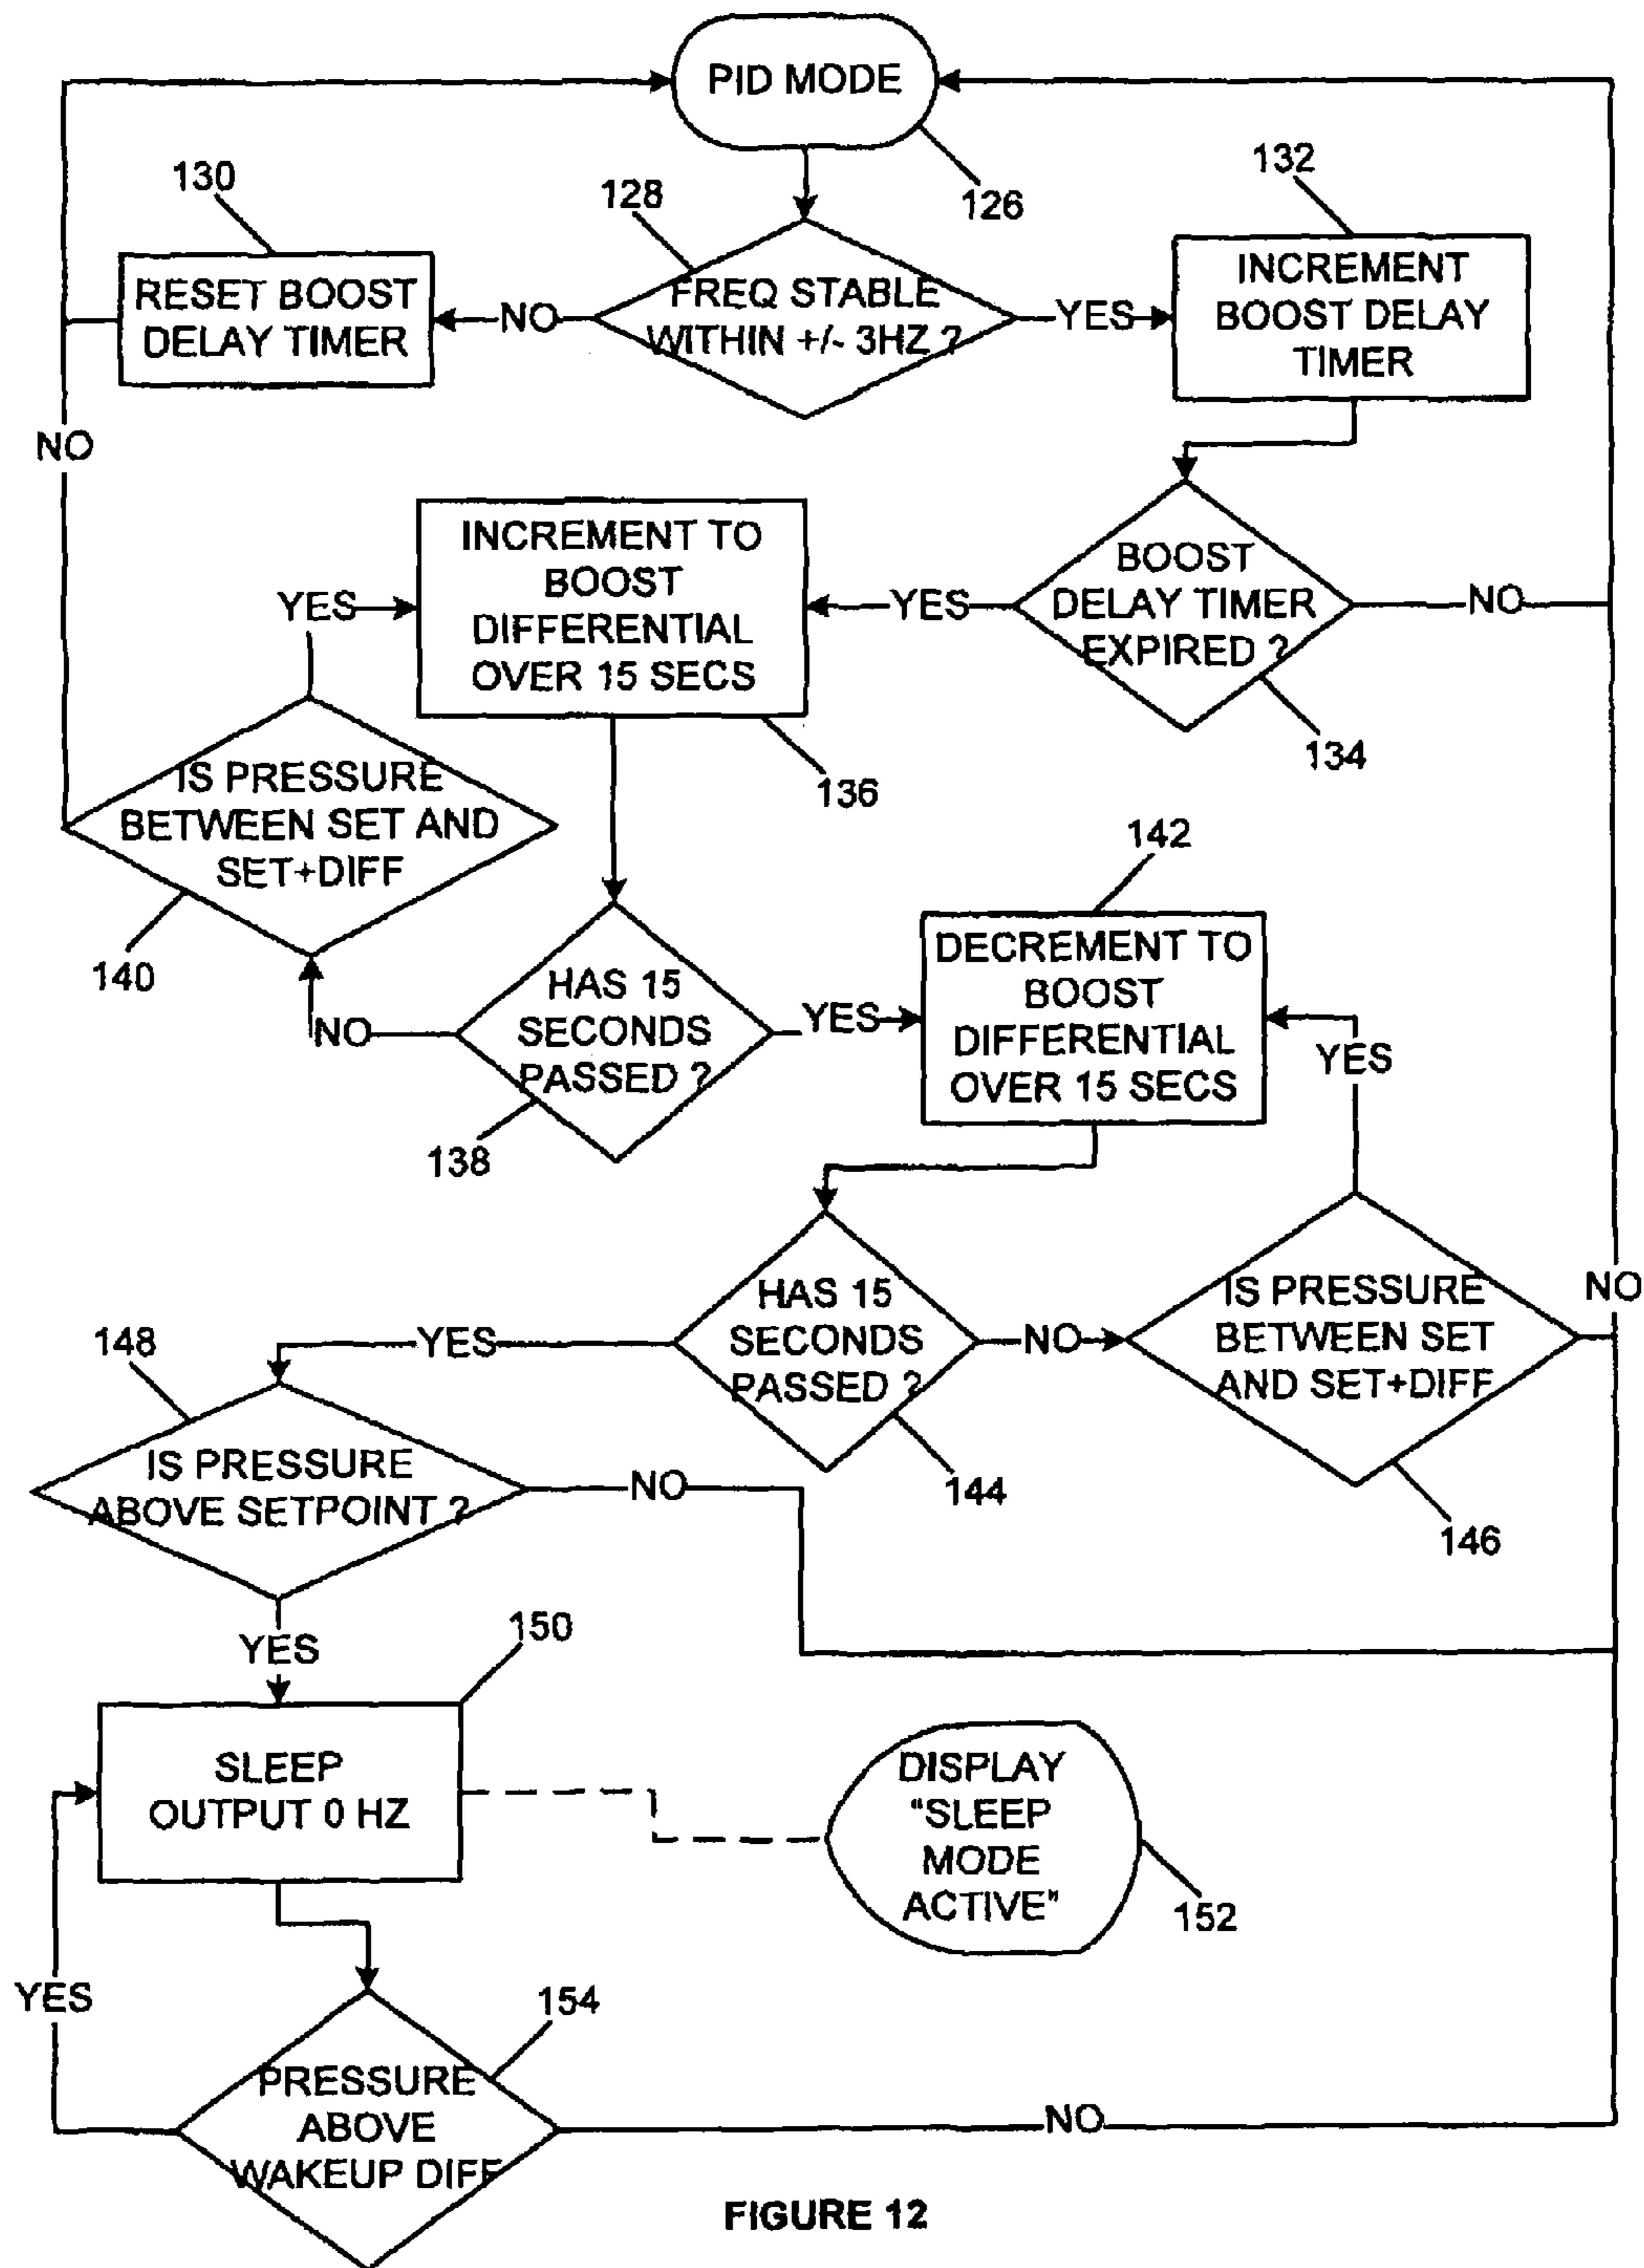 PID MODE
126
130
128
132
RESET BOOST
DELAY TIMER
NO
FREQ STABLE
WITHIN +/- 3HZ ?
YES
INCREMENT
BOOST DELAY
TIMER
NO
INCREMENT TO
BOOST
DIFFERENTIAL
OVER 15 SECS
YES
YES
BOOST
DELAY TIMER
EXPIRED ?
NO
134
136
IS PRESSURE
BETWEEN SET AND
SET+DIFF
140
142
HAS 15
SECONDS
PASSED ?
NO
YES
138
DECREMENT TO
BOOST
DIFFERENTIAL
OVER 15 SECS
YES
148
YES
HAS 15
SECONDS
PASSED ?
NO
IS PRESSURE
BETWEEN SET
AND SET+DIFF
NO
144
146
IS PRESSURE
ABOVE SETPOINT ?
NO
YES
150
SLEEP
OUTPUT 0 HZ
DISPLAY
"SLEEP
MODE
ACTIVE"
152
YES
154
PRESSURE
ABOVE
WAKEUP DIFF
NO
FIGURE 12